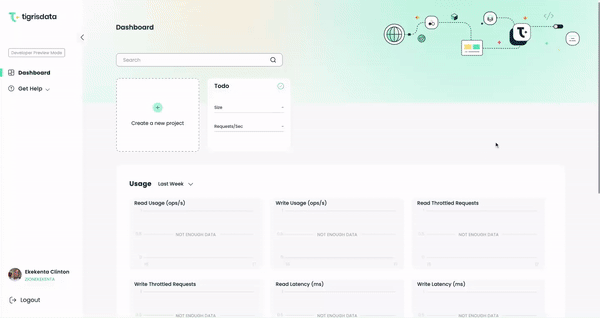 tigrisdata
Developer Preview Mode
Dashboard
Get Help
Dashboard
Search
Create a new project
Todo
Size
-
Requests/Sec
-
Usage
Last Week
Read Usage (ops/s)
NOT ENOUGH DATA
Write Usage (ops/s)
NOT ENOUGH DATA
Read Throttled Requests
NOT ENOUGH DATA
Write Throttled Requests
NOT ENOUGH DATA
Read Latency (ms)
NOT ENOUGH DATA
Write Latency (ms)
NOT ENOUGH DATA
Ekekenta Clinton
Logout